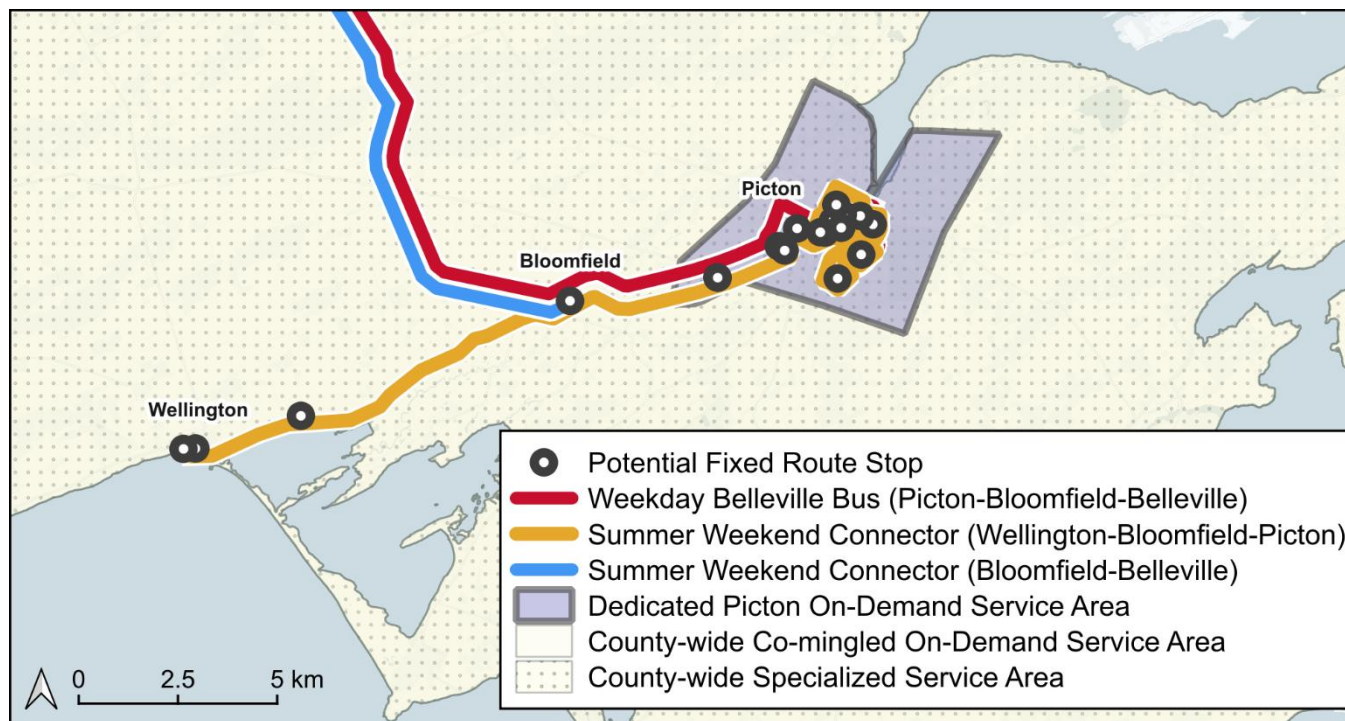 Picton
Bloomfield
Wellington
Potential Fixed Route Stop
Weekday Belleville Bus (Picton-Bloomfield-Belleville)
Summer Weekend Connector (Wellington-Bloomfield-Picton)
Summer Weekend Connector (Bloomfield-Belleville)
Dedicated Picton On-Demand Service Area
County-wide Co-mingled On-Demand Service Area
County-wide Specialized Service Area
0 2.5 5 km